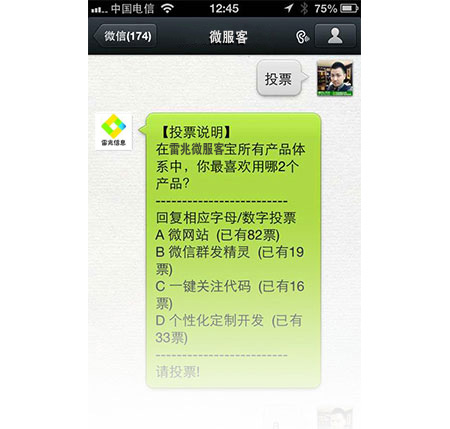 中国电信 12:45 75%
微信(174) 微服客
投票
雷兆信息
【投票说明】
在雷兆微服客宝所有产品体
系中，你最喜欢用哪2个
产品?
-------------------------
回复相应字母/数字投票
A 微网站 (已有82票)
B 微信群发精灵 (已有19
票)
C 一键关注代码 (已有16
票)
D 个性化定制开发 (已有
33票)
-------------------------
请投票!